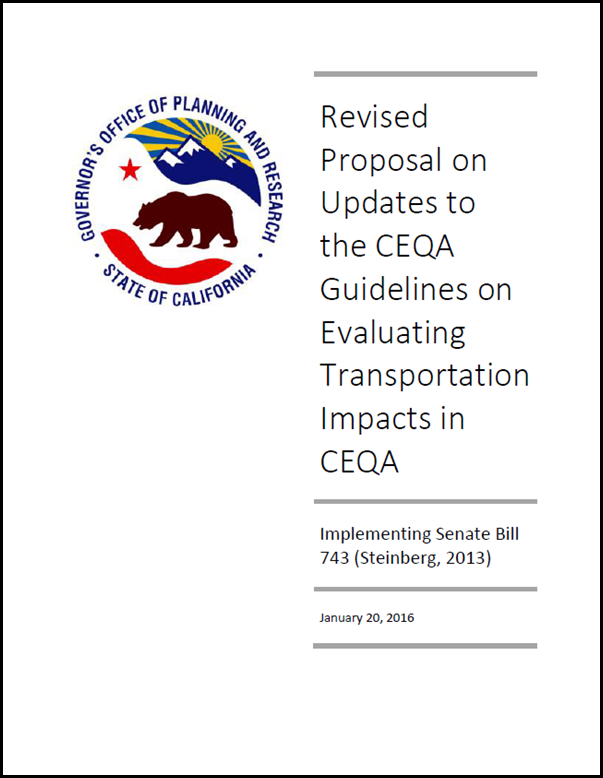 GOVERNOR'S OFFICE OF PLANNING AND RESEARCH
• STATE OF CALIFORNIA •
Revised
Proposal on
Updates to
the CEQA
Guidelines on
Evaluating
Transportation
Impacts in
CEQA
Implementing Senate Bill
743 (Steinberg, 2013)
January 20, 2016